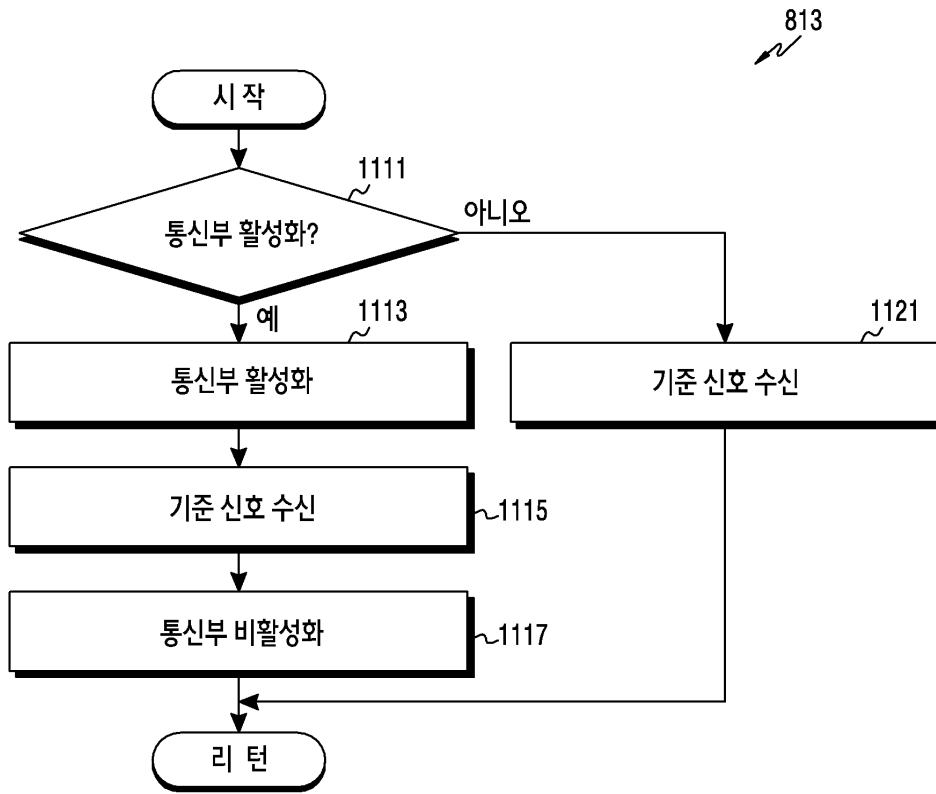 813
시 작
1111
통신부 활성화?
아니오
예
1113
통신부 활성화
1121
기준 신호 수신
기준 신호 수신
1115
통신부 비활성화
1117
리 턴